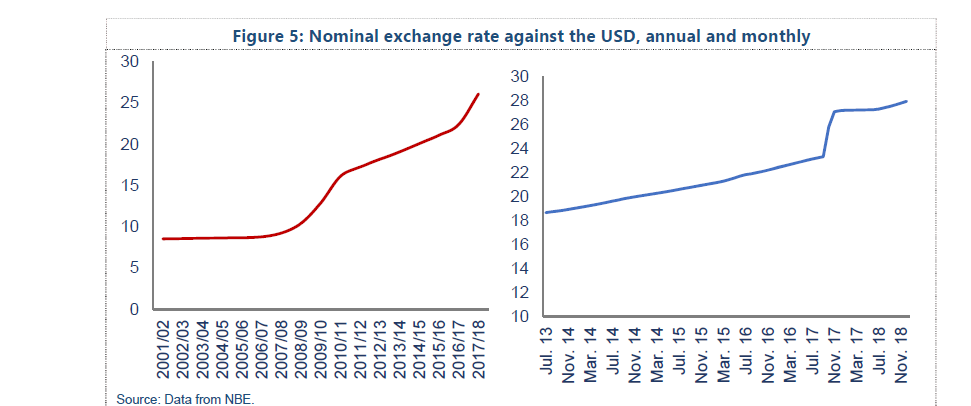 Figure 5: Nominal exchange rate against the USD, annual and monthly
30
25
20
15
10
5
0
2001/02
2002/03
2003/04
2004/05
2005/06
2006/07
2007/08
2008/09
2009/10
2010/11
2011/12
2012/13
2013/14
2014/15
2015/16
2016/17
2017/18
30
28
26
24
22
20
18
16
14
12
10
Jul. 13
Nov. 14
Mar. 14
Jul. 14
Nov. 14
Mar. 14
Jul. 15
Nov. 15
Mar. 15
Jul. 16
Nov. 16
Mar. 16
Jul. 17
Nov. 17
Mar. 17
Jul. 18
Nov. 18
Source: Data from NBE.